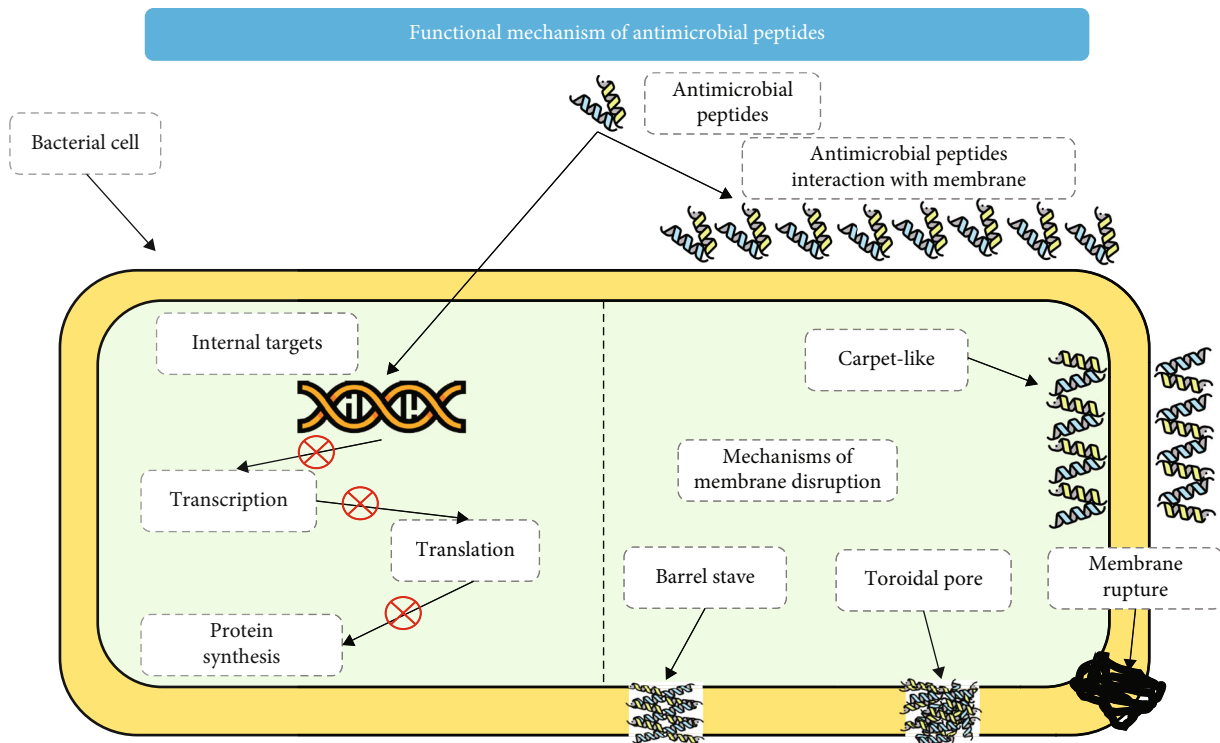 Functional mechanism of antimicrobial peptides
Antimicrobial
peptides
Bacterial cell
Antimicrobial peptides
interaction with membrane
Internal targets
Carpet-like
Mechanisms of
membrane disruption
Transcription
Translation
Barrel stave
Toroidal pore
Membrane
rupture
Protein
synthesis